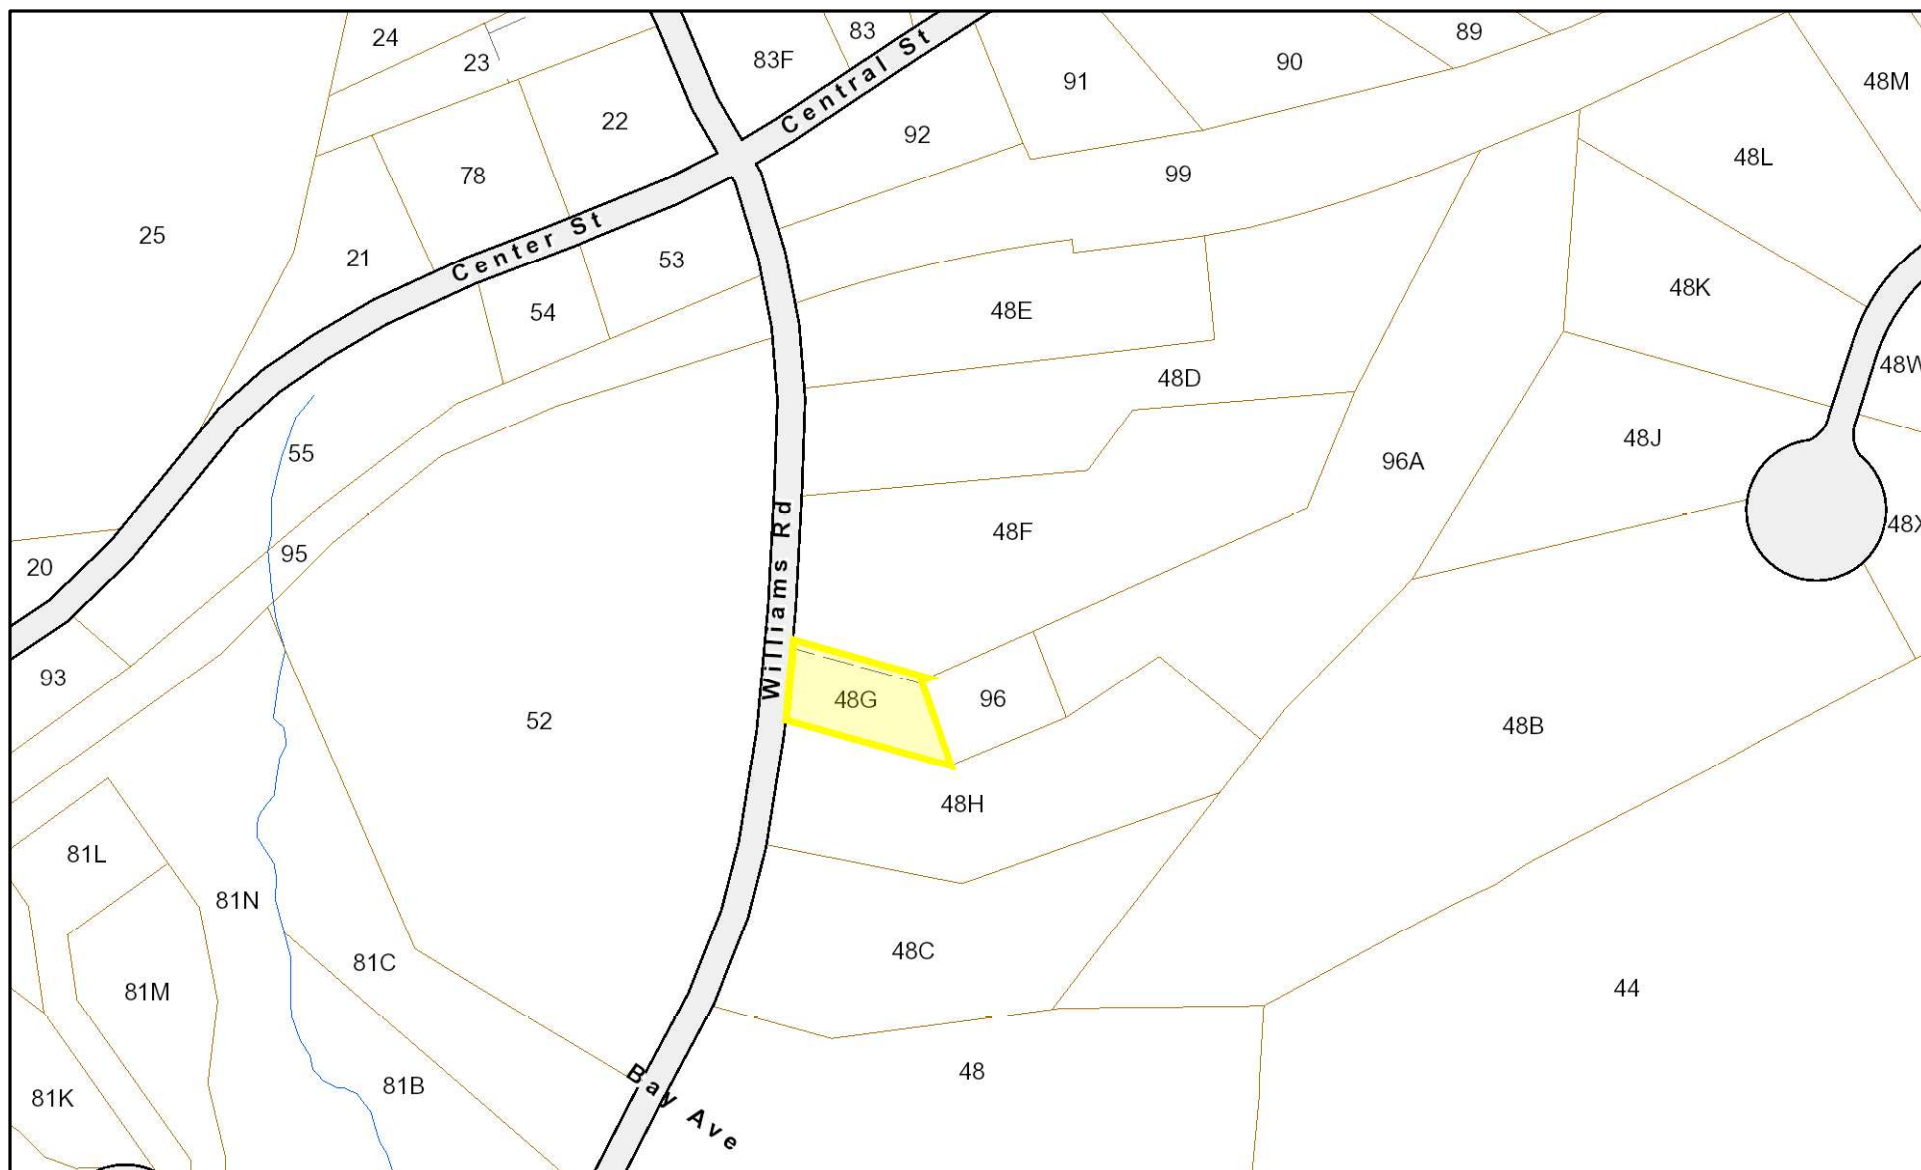 24
23
83F
83
Central St
91
90
89
48M
22
92
78
99
48L
25
21
Center St
53
54
48E
48K
48D
48W
55
48J
96A
95
20
Williams Rd
48F
48X
93
52
48G
96
48B
48H
81L
81N
81C
48C
81M
44
81K
81B
Bay Ave
48